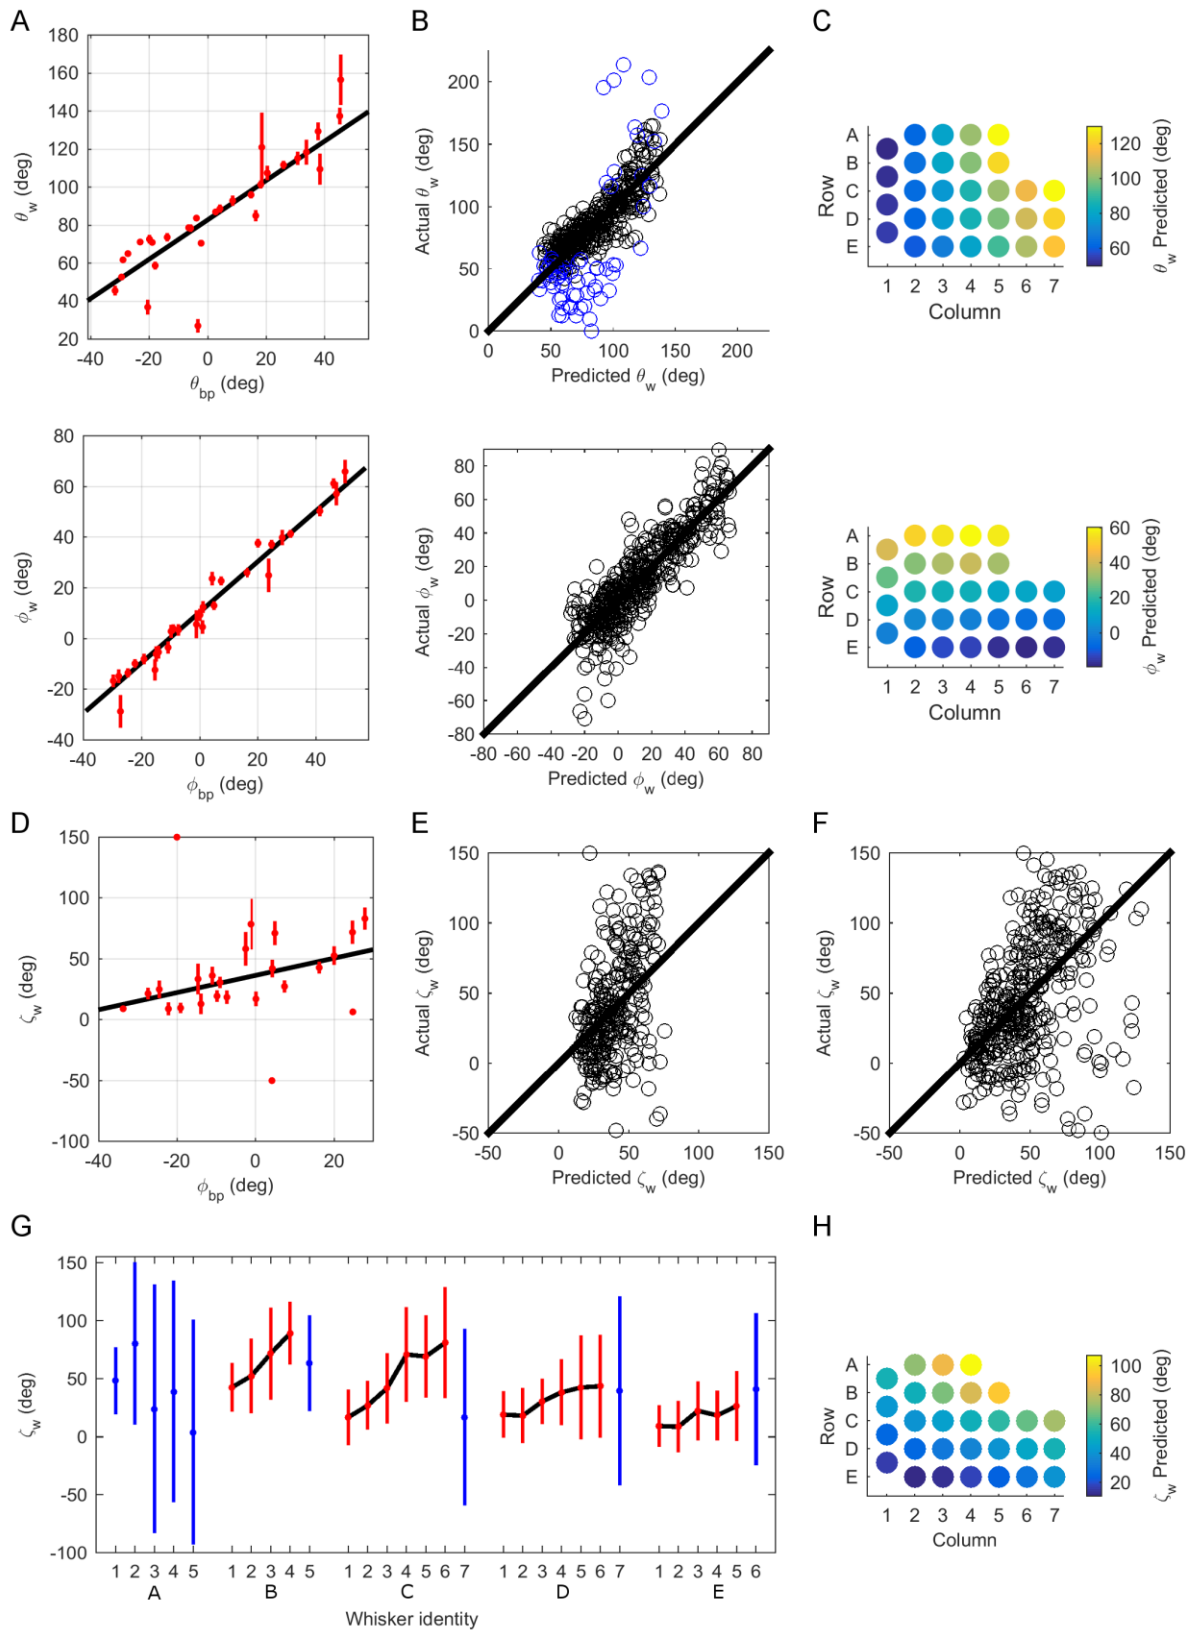 A
B
C
180
160
140
120
100
80
60
40
20
-40 -20 0 20 40
θw (deg)
θbp (deg)
200
150
100
50
0
0 50 100 150 200
Actual θw (deg)
Predicted θw (deg)
A
B
C
D
E
Row
1 2 3 4 5 6 7
Column
120
100
80
60
θw Predicted (deg)
80
60
40
20
0
-20
-40
-40 -20 0 20 40
ϕw (deg)
ϕbp (deg)
80
60
40
20
0
-20
-40
-60
-80
-80 -60 -40 -20 0 20 40 60 80
Actual ϕw (deg)
Predicted ϕw (deg)
A
B
C
D
E
Row
1 2 3 4 5 6 7
Column
60
40
20
0
ϕw Predicted (deg)
D
E
F
150
100
50
0
-50
-100
-40 -20 0 20
ζw (deg)
ϕbp (deg)
150
100
50
0
-50
-50 0 50 100 150
Actual ζw (deg)
Predicted ζw (deg)
150
100
50
0
-50
-50 0 50 100 150
Actual ζw (deg)
Predicted ζw (deg)
G
H
150
100
50
0
-50
-100
ζw (deg)
1 2 3 4 5 1 2 3 4 5 1 2 3 4 5 6 7 1 2 3 4 5 6 7 1 2 3 4 5 6
A B C D E
Whisker identity
A
B
C
D
E
Row
1 2 3 4 5 6 7
Column
100
80
60
40
20
ζw Predicted (deg)